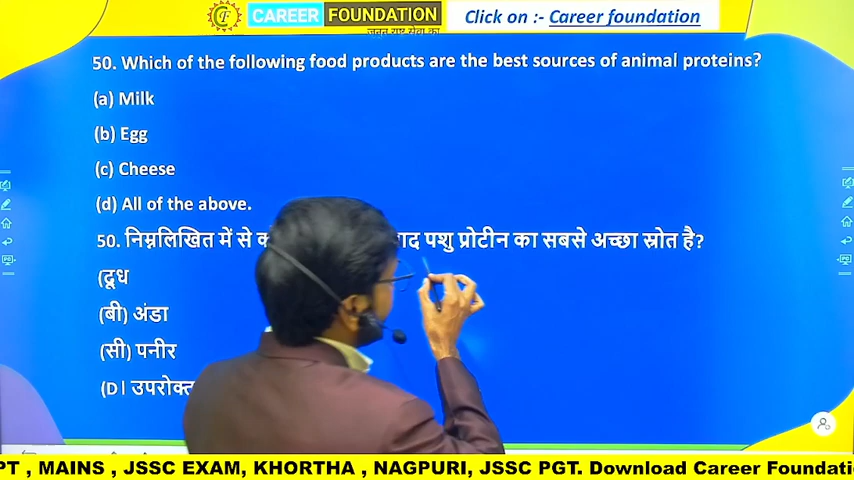 CAREER FOUNDATION
जनन राष्ट्र सेवा का
Click on :- Career foundation
50. Which of the following food products are the best sources of animal proteins?
(a) Milk
(b) Egg
(c) Cheese
(d) All of the above.
50. निम्नलिखित में से पशु प्रोटीन का सबसे अच्छा स्रोत है?
(दूध
(बी) अंडा
(सी) पनीर
(D| उपरोक्त
PT , MAINS , JSSC EXAM, KHORTHA , NAGPURI, JSSC PGT. Download Career Foundatio